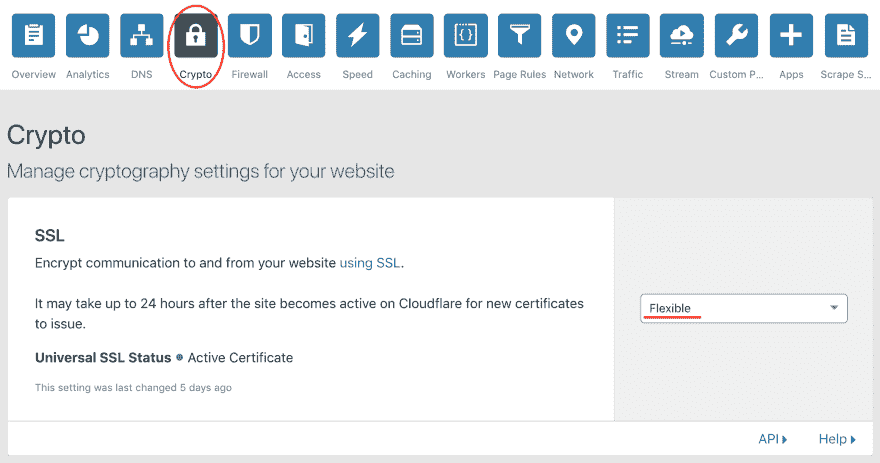 Overview Analytics DNS Crypto Firewall Access Speed Caching Workers Page Rules Network Traffic Stream Custom P... Apps Scrape S...
Crypto
Manage cryptography settings for your website
SSL
Encrypt communication to and from your website using SSL.
It may take up to 24 hours after the site becomes active on Cloudflare for new certificates
to issue.
Flexible
Universal SSL Status Active Certificate
This setting was last changed 5 days ago
API Help